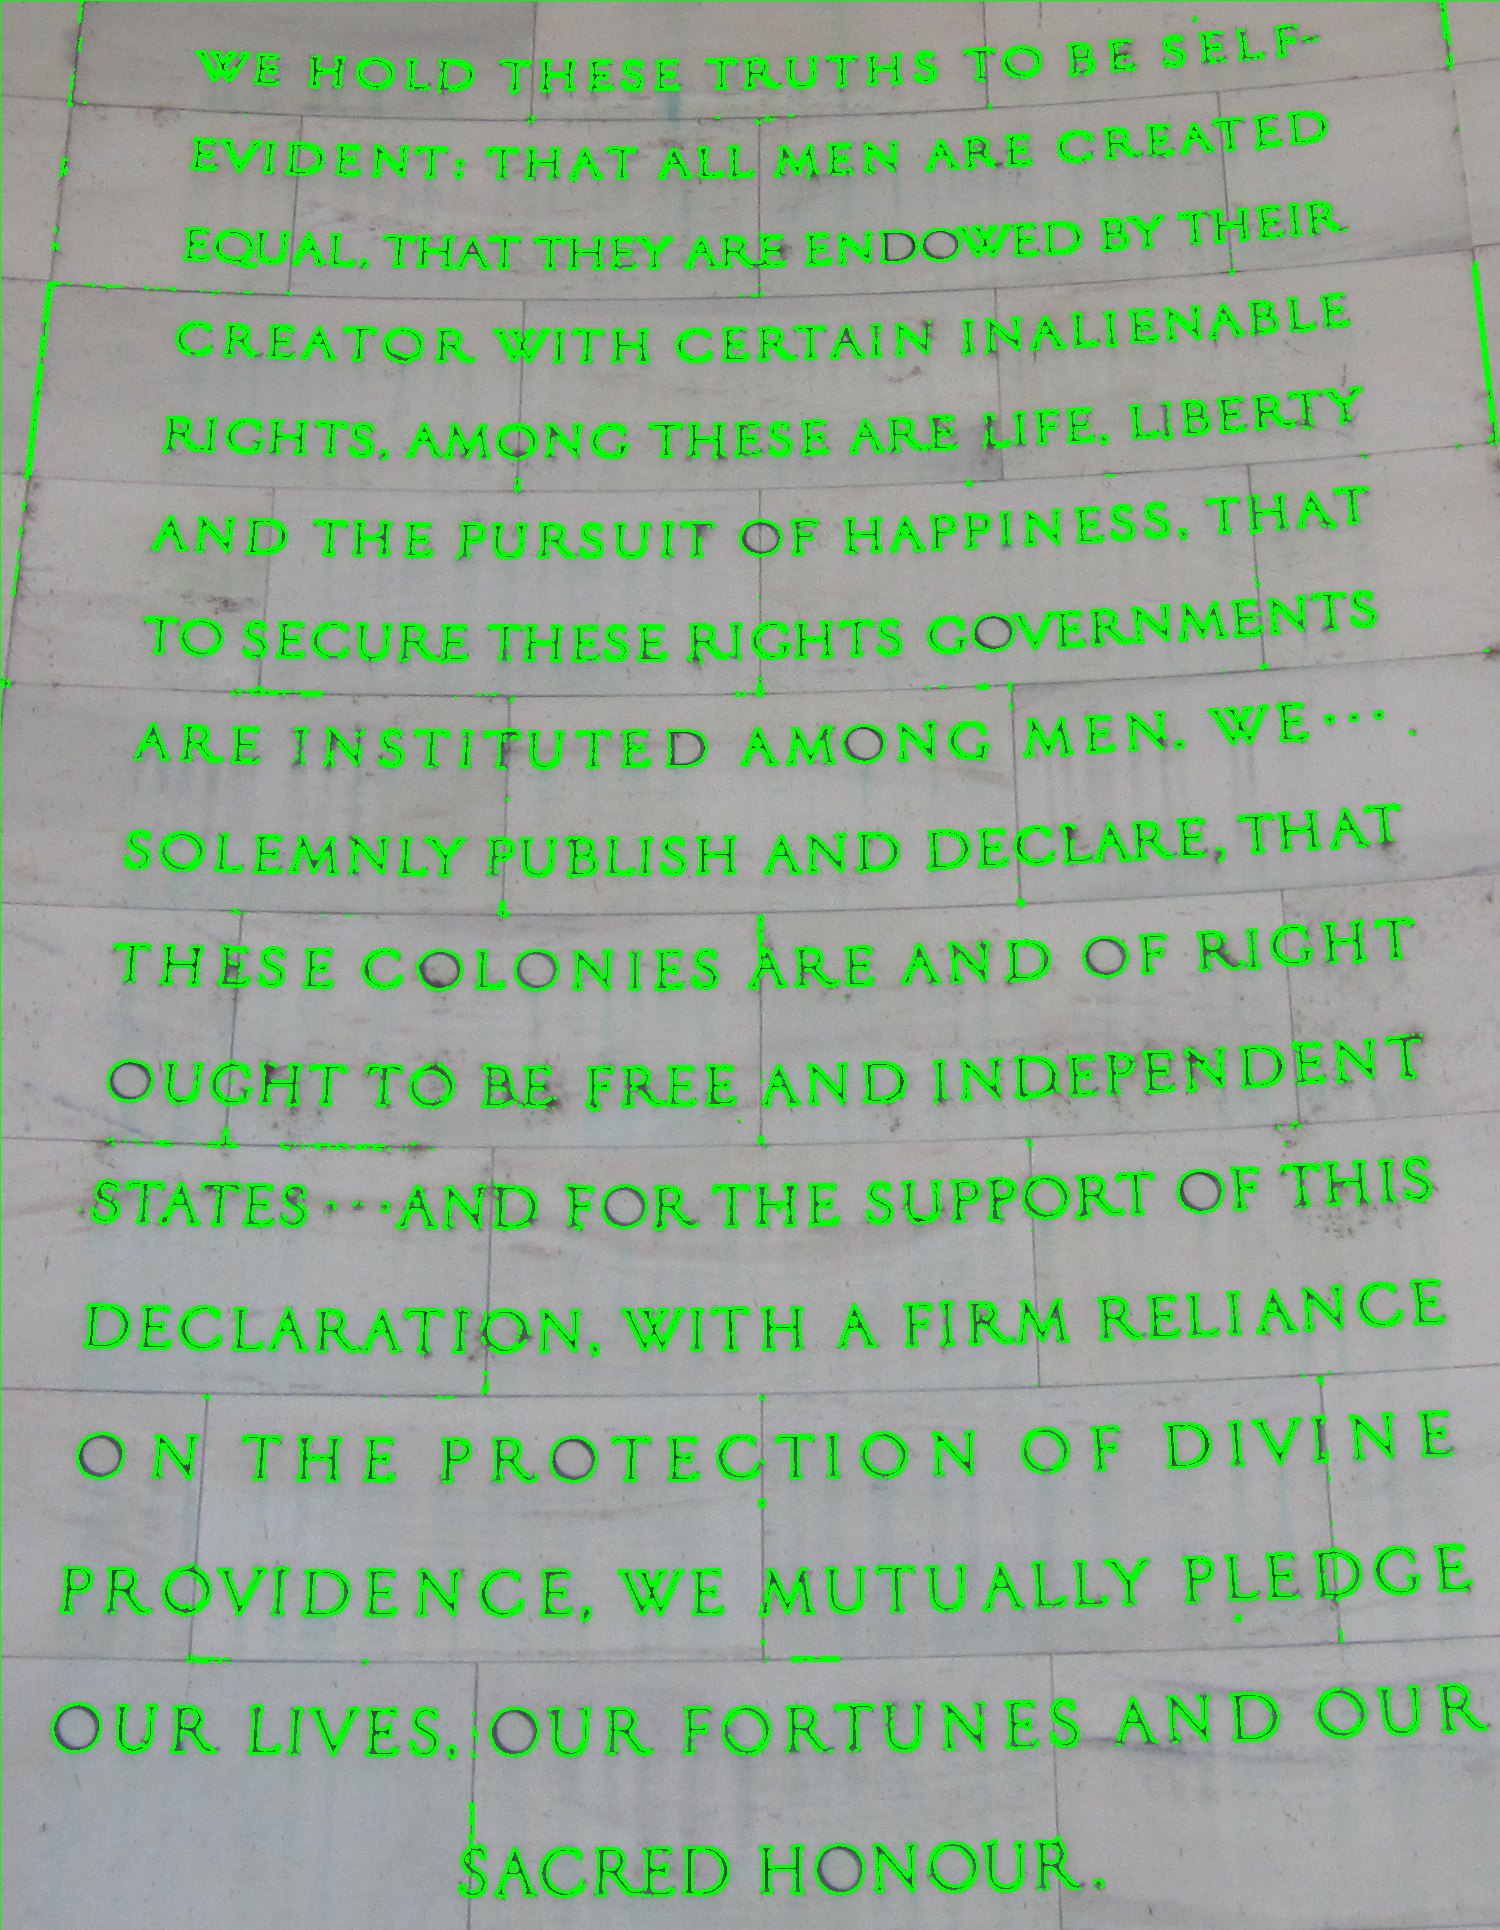 WE HOLD THESE TRUTHS TO BE SELF-
EVIDENT: THAT ALL MEN ARE CREATED
EQUAL, THAT THEY ARE ENDOWED BY THEIR
CREATOR WITH CERTAIN INALIENABLE
RIGHTS, AMONG THESE ARE LIFE, LIBERTY
AND THE PURSUIT OF HAPPINESS, THAT
TO SECURE THESE RIGHTS GOVERNMENTS
ARE INSTITUTED AMONG MEN. WE···
SOLEMNLY PUBLISH AND DECLARE, THAT
THESE COLONIES ARE AND OF RIGHT
OUGHT TO BE FREE AND INDEPENDENT
STATES···AND FOR THE SUPPORT OF THIS
DECLARATION, WITH A FIRM RELIANCE
ON THE PROTECTION OF DIVINE
PROVIDENCE, WE MUTUALLY PLEDGE
OUR LIVES, OUR FORTUNES AND OUR
SACRED HONOUR.